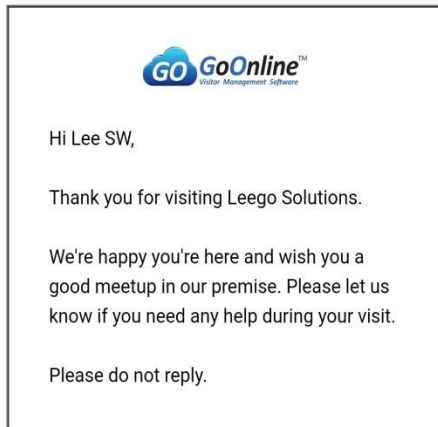 GO GoOnline™
Visitor Management Software
Hi Lee SW,
Thank you for visiting Leego Solutions.
We're happy you're here and wish you a
good meetup in our premise. Please let us
know if you need any help during your visit.
Please do not reply.